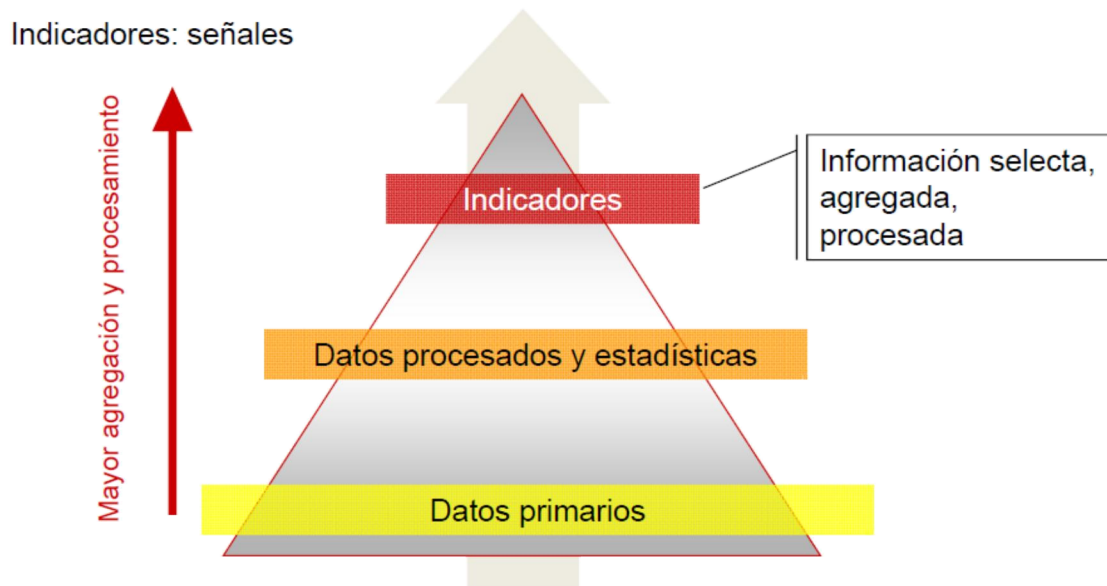 Indicadores: señales
Mayor agregación y procesamiento
Indicadores
Información selecta,
agregada,
procesada
Datos procesados y estadísticas
Datos primarios